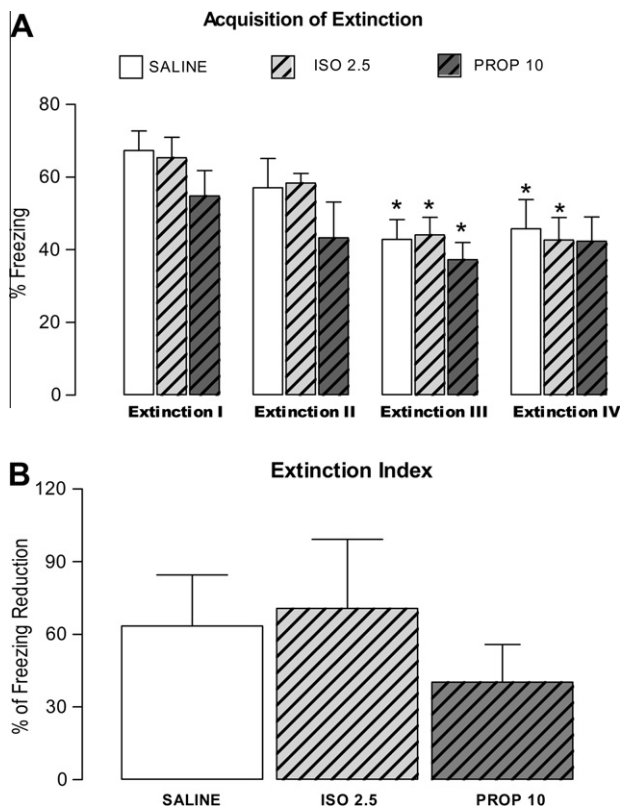 A
Acquisition of Extinction
SALINE ISO 2.5 PROP 10
% Freezing
80
60
40
20
0
* * * * *
Extinction I Extinction II Extinction III Extinction IV
B
Extinction Index
% of Freezing Reduction
120
90
60
30
0
SALINE ISO 2.5 PROP 10